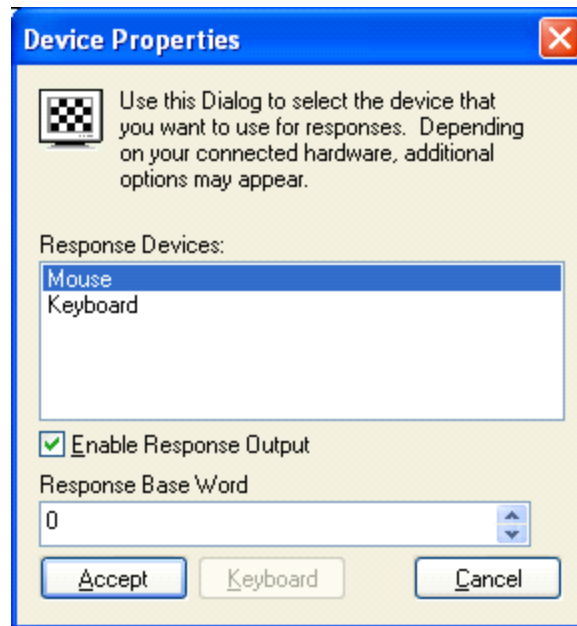 Device Properties
Use this Dialog to select the device that
you want to use for responses.  Depending
on your connected hardware, additional
options may appear.
Response Devices:
Mouse
Keyboard
Enable Response Output
Response Base Word
0
Accept
Keyboard
Cancel